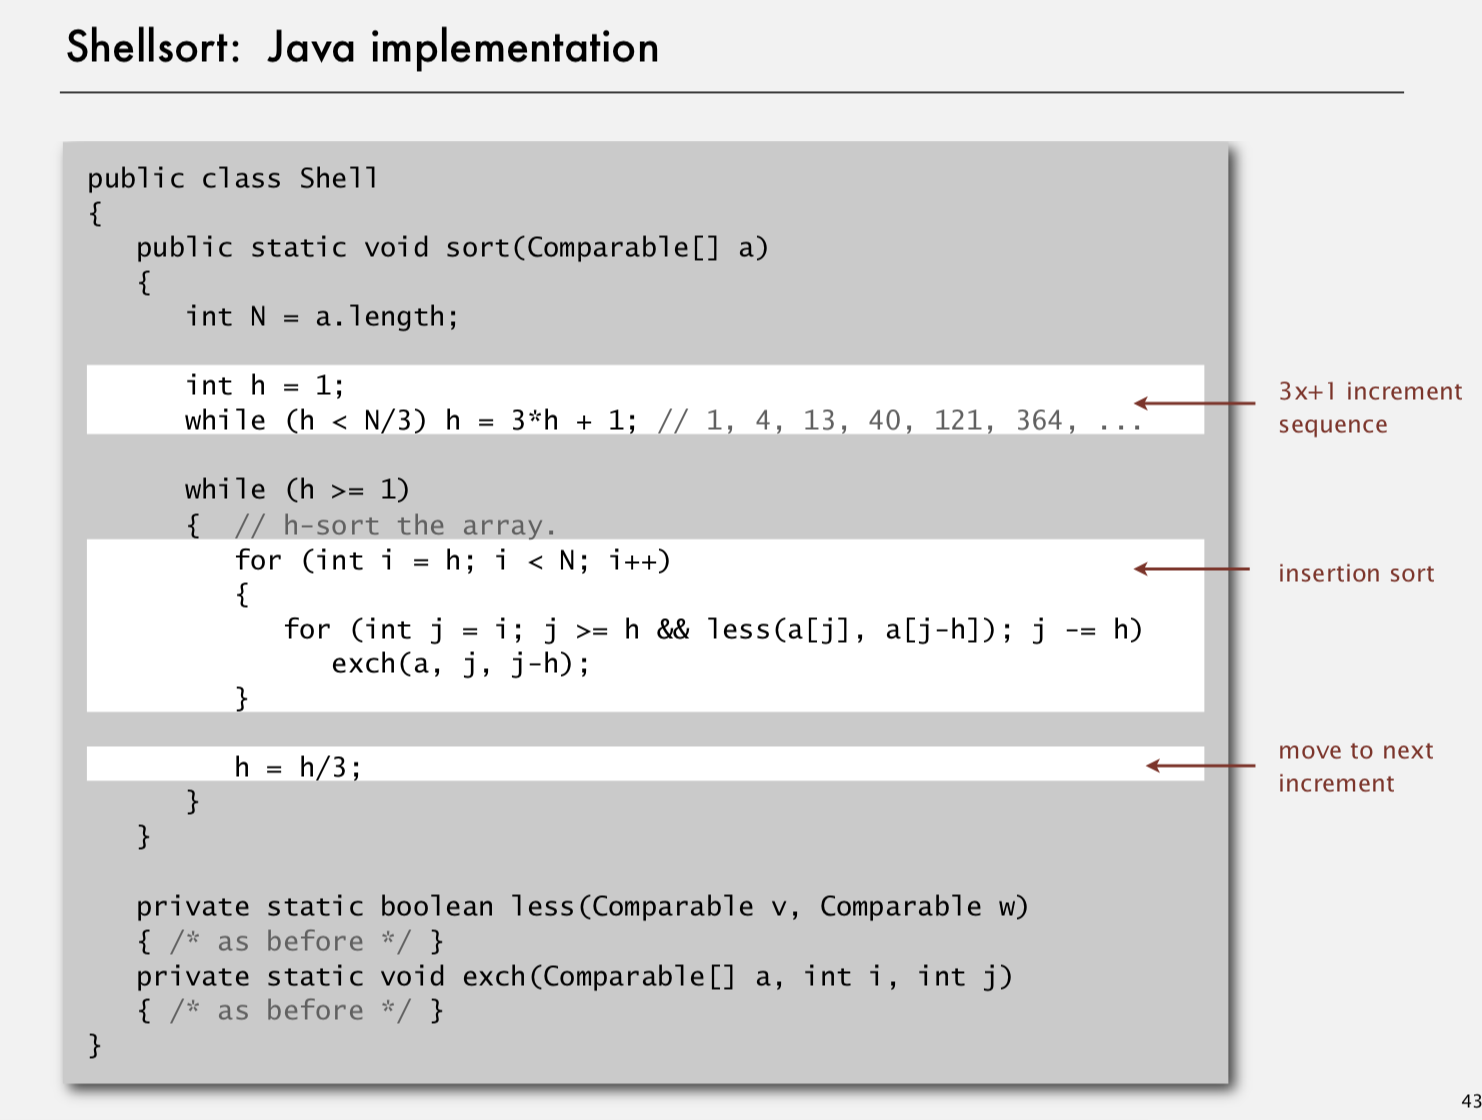 Shellsort: Java implementation
public class Shell
{
public static void sort(Comparable[] a)
{
int N = a.length;
int h = 1;
while (h < N/3) h = 3*h + 1; // 1, 4, 13, 40, 121, 364, ...
3x+1 increment
sequence
while (h >= 1)
{ // h-sort the array.
for (int i = h; i < N; i++)
insertion sort
{
for (int j = i; j >= h && less(a[j], a[j-h]); j -= h)
exch(a, j, j-h);
}
h = h/3;
move to next
increment
}
}
private static boolean less(Comparable v, Comparable w)
{ /* as before */ }
private static void exch(Comparable[] a, int i, int j)
{ /* as before */ }
}
43